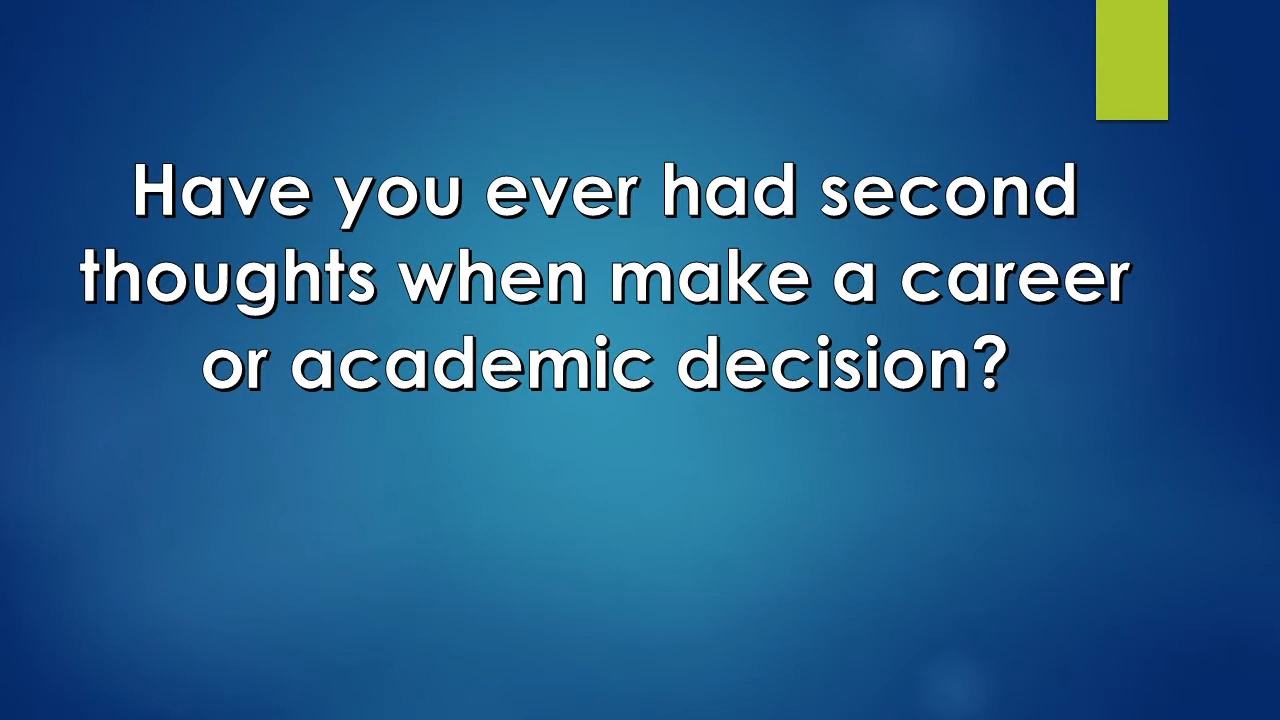 Have you ever had second
thoughts when make a career
or academic decision?